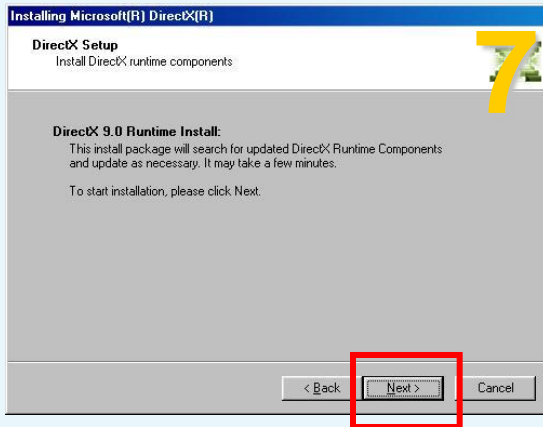 Installing Microsoft(R) DirectX(R)
DirectX Setup
Install DirectX runtime components
7
DirectX 9.0 Runtime Install:
This install package will search for updated DirectX Runtime Components
and update as necessary. It may take a few minutes.
To start installation, please click Next.
< Back Next > Cancel